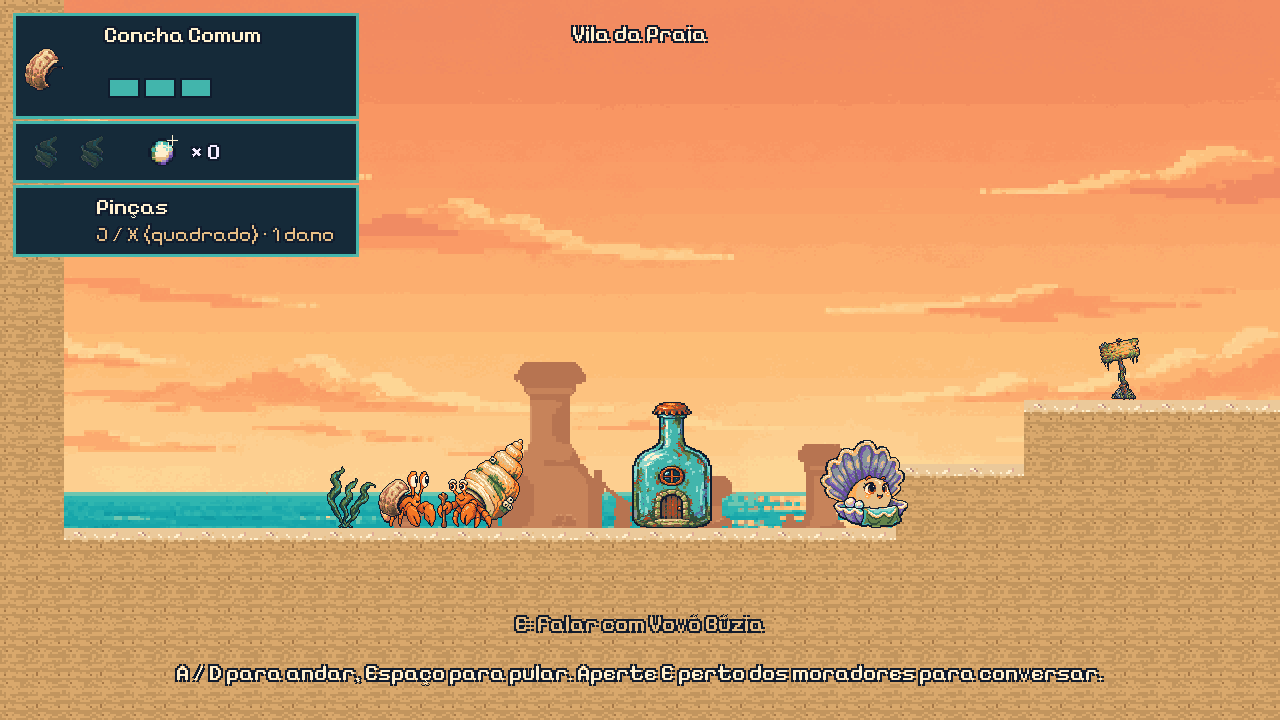 Concha Comum
Vila da Praia
× 0
Pinças
J / X (quadrado) · 1 dano
E: Falar com Vovó Búzia
A / D para andar, Espaço para pular. Aperte E perto dos moradores para conversar.